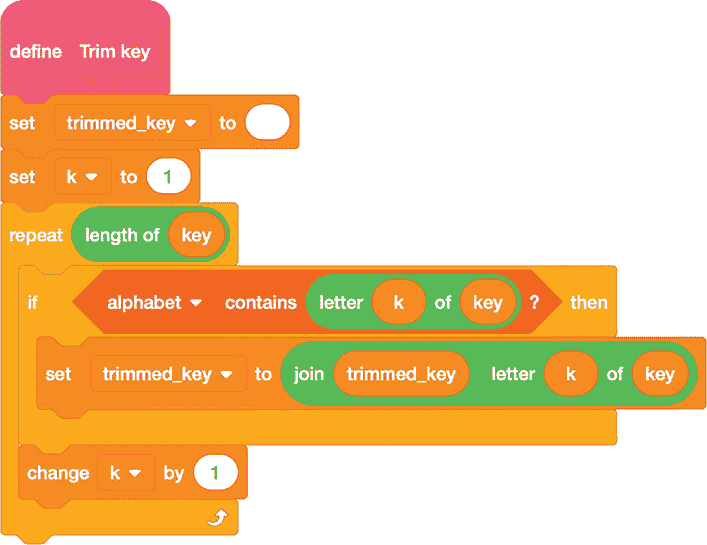 define Trim key
set trimmed_key to
set k to 1
repeat length of key
if alphabet contains letter k of key ? then
set trimmed_key to join trimmed_key letter k of key
change k by 1